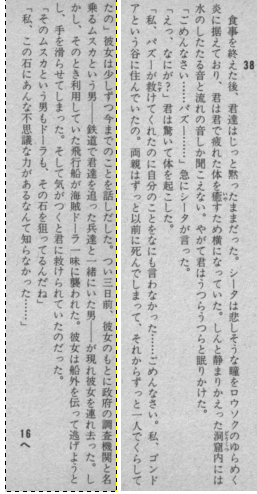 38
食事を終えた後、君達はじっと黙ったままだった。シータは悲しそうな瞳をロウソクのゆらめく
炎に据えており、君は君で疲れた体を癒すため横になっていた。しんと静まりかえった洞窟内には
水のしたたる音と流れの音しか聞こえない。やがて君はうつらうつらと眠りかけた。
「ごめんなさい……パズー……」急にシータが言った。
「えっ、なにが?」君は驚いて体を起こした。
「私、パズーが救けてくれたのに自分のことをなにも言わなかった……ごめんなさい。私、ゴンド
アという谷に住んでいたの。両親はずっと以前に死んでしまって、それからずっと一人でくらして
たの」彼女は少しずつ今までのことを話しだした。つい三日前、彼女のもとに政府の調査機関と名
乗るムスカという男――鉄道で君達を追った兵達と一緒にいた男――が現れ彼女を連れ去った。し
かし、そのとき利用していた飛行船が海賊ドーラ一味に襲われた。彼女は船外を伝って逃げようと
し、手を滑らせてしまった。そして気がつくと君に救けられていたのだった。
「そのムスカという男もドーラも、その石を狙ってるんだね」
「私、この石にあんな不思議な力があるなんて知らなかった……」
16へ